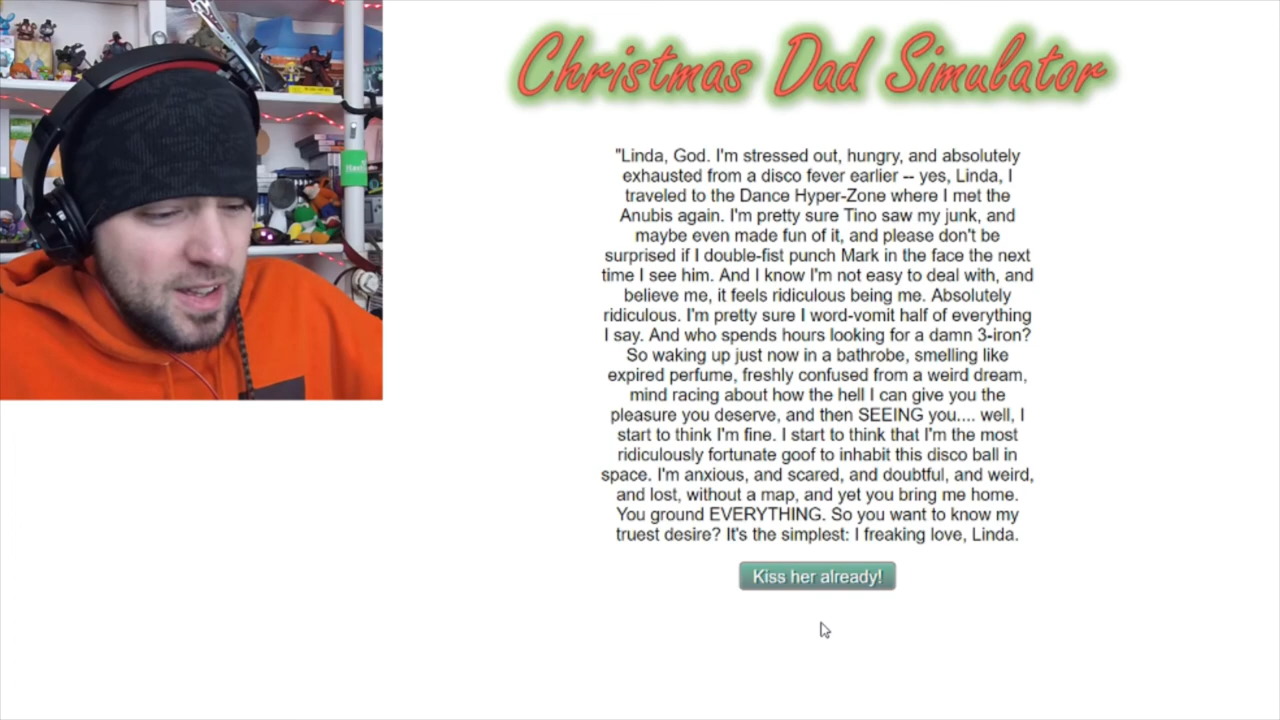 Christmas Dad Simulator
"Linda, God. I'm stressed out, hungry, and absolutely
exhausted from a disco fever earlier -- yes, Linda, I
traveled to the Dance Hyper-Zone where I met the
Anubis again. I'm pretty sure Tino saw my junk, and
maybe even made fun of it, and please don't be
surprised if I double-fist punch Mark in the face the next
time I see him. And I know I'm not easy to deal with, and
believe me, it feels ridiculous being me. Absolutely
ridiculous. I'm pretty sure I word-vomit half of everything
I say. And who spends hours looking for a damn 3-iron?
So waking up just now in a bathrobe, smelling like
expired perfume, freshly confused from a weird dream,
mind racing about how the hell I can give you the
pleasure you deserve, and then SEEING you.... well, I
start to think I'm fine. I start to think that I'm the most
ridiculously fortunate goof to inhabit this disco ball in
space. I'm anxious, and scared, and doubtful, and weird,
and lost, without a map, and yet you bring me home.
You ground EVERYTHING. So you want to know my
truest desire? It's the simplest: I freaking love, Linda.
Kiss her already!